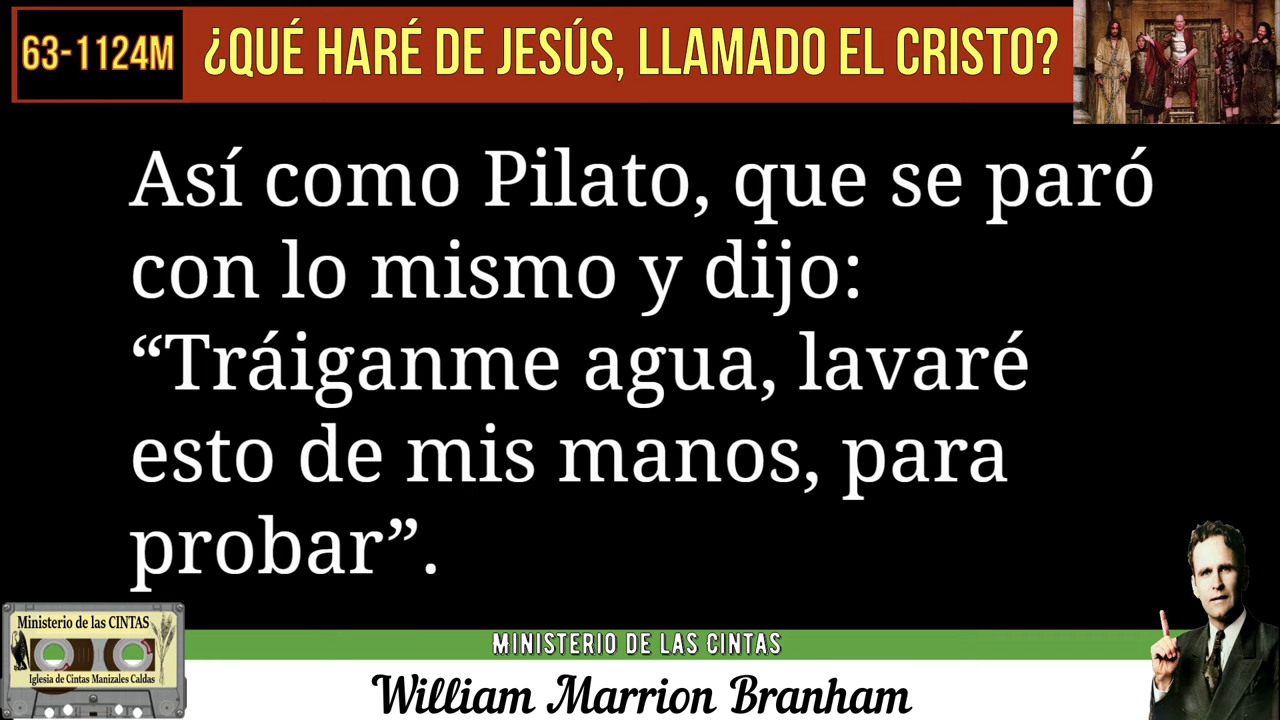 63-1124M
¿QUÉ HARÉ DE JESÚS, LLAMADO EL CRISTO?
Así como Pilato, que se paró
con lo mismo y dijo:
“Tráiganme agua, lavaré
esto de mis manos, para
probar”.
Ministerio de las CINTAS
Iglesia de Cintas Manizales Caldas
MINISTERIO DE LAS CINTAS
William Marrion Branham